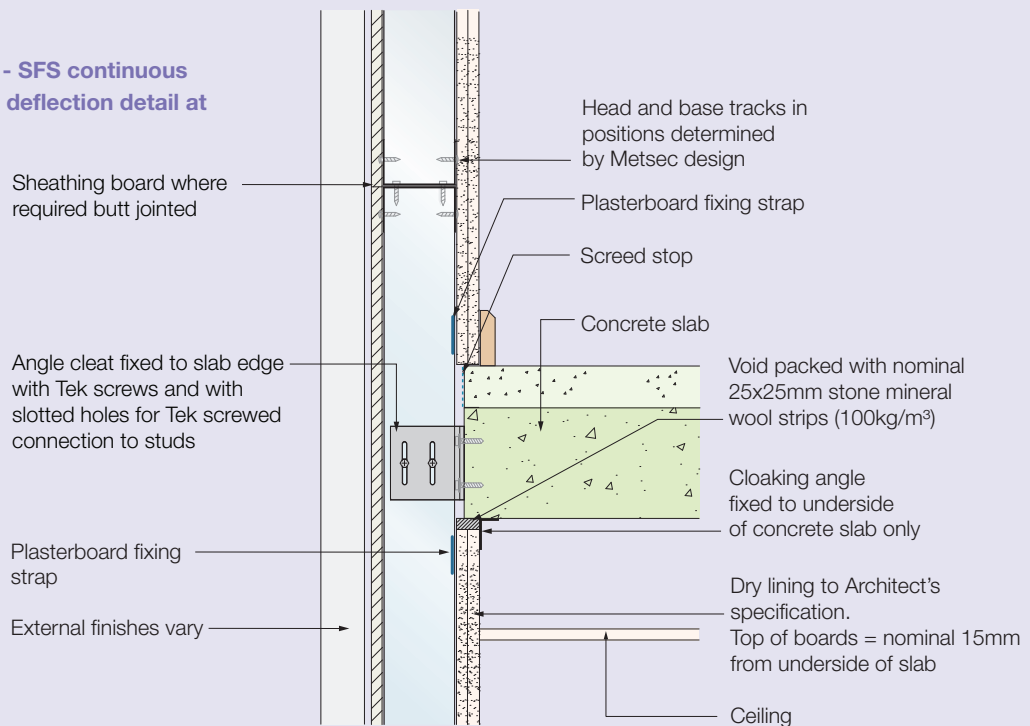 - SFS continuous
deflection detail at
Sheathing board where
required butt jointed
Angle cleat fixed to slab edge
with Tek screws and with
slotted holes for Tek screwed
connection to studs
Plasterboard fixing
strap
External finishes vary
Head and base tracks in
positions determined
by Metsec design
Plasterboard fixing strap
Screed stop
Concrete slab
Void packed with nominal
25x25mm stone mineral
wool strips (100kg/m³)
Cloaking angle
fixed to underside
of concrete slab only
Dry lining to Architect's
specification.
Top of boards = nominal 15mm
from underside of slab
Ceiling